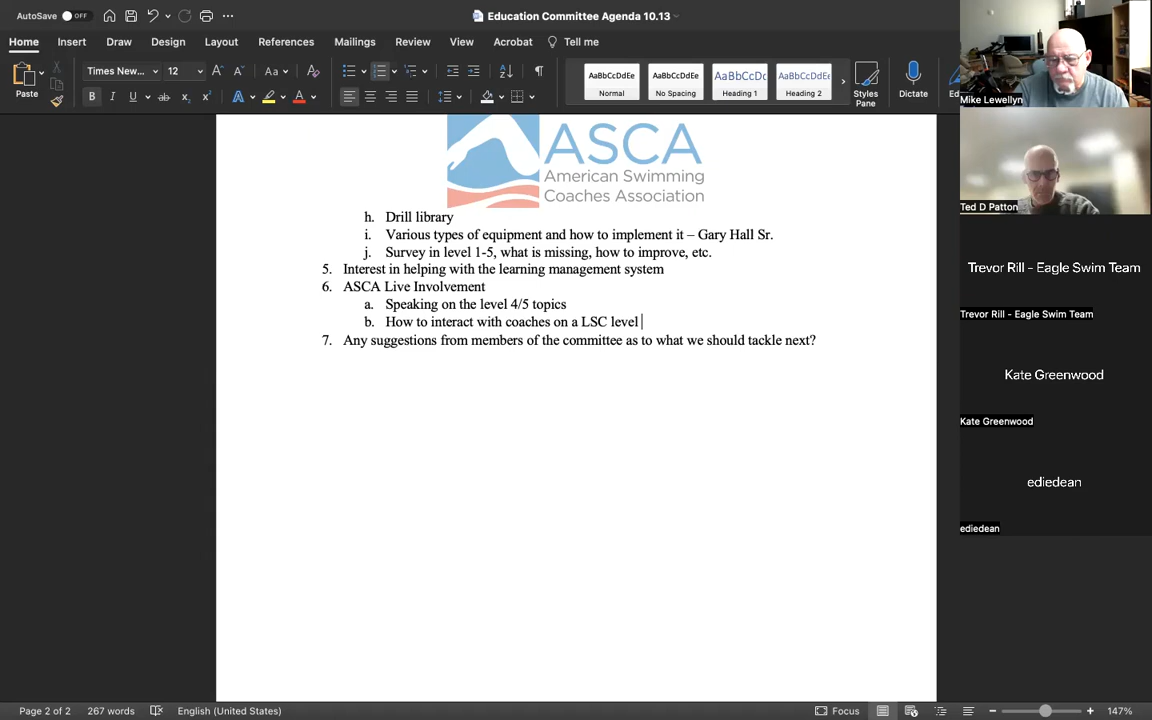 AutoSave OFF
Education Committee Agenda 10.13
Home Insert Draw Design Layout References Mailings Review View Acrobat Tell me
Paste
Times New... 12
AaBbCcDdEe Normal
AaBbCcDdEe No Spacing
AaBbCcDc Heading 1
AaBbCcDdEe Heading 2
Styles Pane
Dictate
ASCA
American Swimming
Coaches Association
h. Drill library
i. Various types of equipment and how to implement it – Gary Hall Sr.
j. Survey in level 1-5, what is missing, how to improve, etc.
5. Interest in helping with the learning management system
6. ASCA Live Involvement
a. Speaking on the level 4/5 topics
b. How to interact with coaches on a LSC level
7. Any suggestions from members of the committee as to what we should tackle next?
Mike Lewellyn
Ted D Patton
Trevor Rill - Eagle Swim Team
Trevor Rill - Eagle Swim Team
Kate Greenwood
Kate Greenwood
ediedean
ediedean
Page 2 of 2 267 words English (United States) Focus 147%